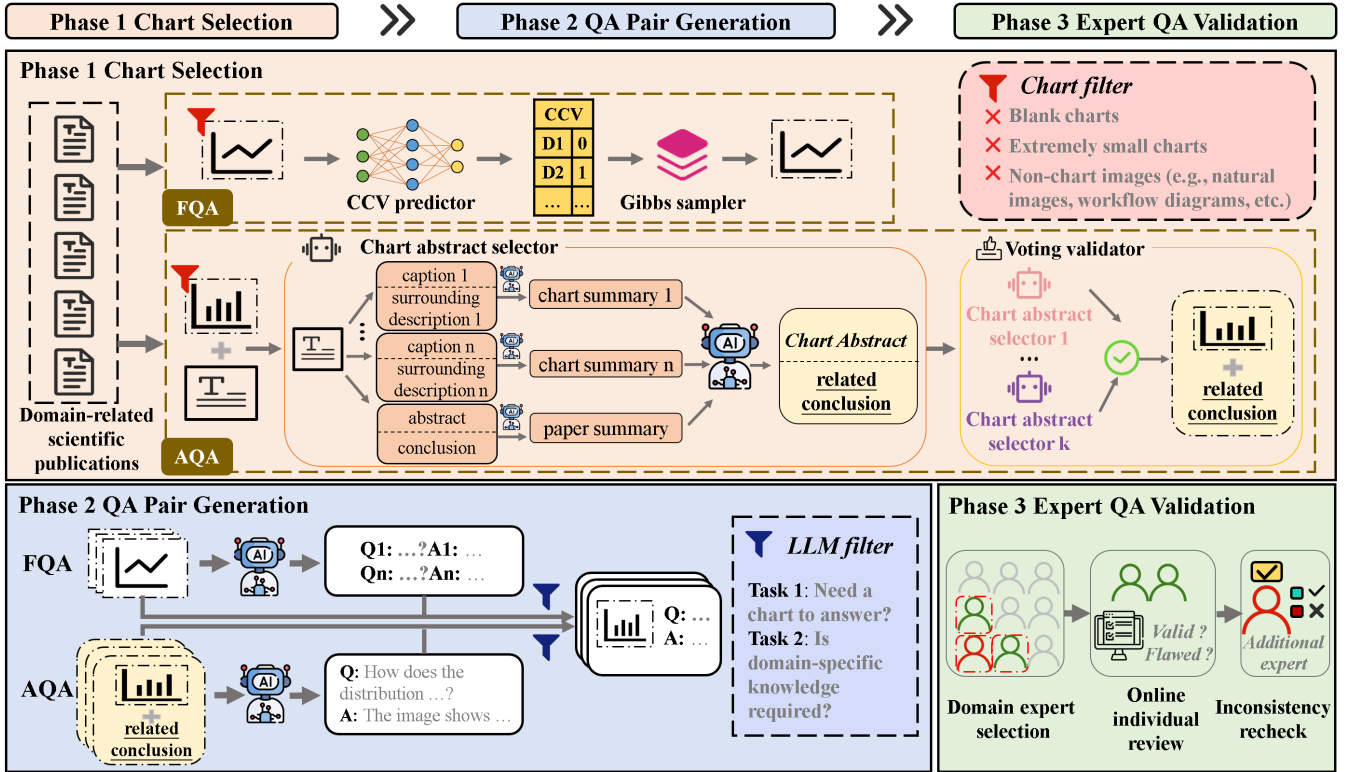 Phase 1 Chart Selection
Phase 2 QA Pair Generation
Phase 3 Expert QA Validation
Phase 1 Chart Selection
T
T
T
T
T
Domain-related
scientific
publications
FQA
CCV predictor
CCV
D1 0
D2 1
... ...
Gibbs sampler
Chart filter
Blank charts
Extremely small charts
Non-chart images (e.g., natural
images, workflow diagrams, etc.)
AQA
T
Chart abstract selector
T
caption 1
surrounding
description 1
chart summary 1
caption n
surrounding
description n
chart summary n
abstract
conclusion
paper summary
AI
Chart Abstract
related
conclusion
Voting validator
Chart abstract
selector 1
...
Chart abstract
selector k
related
conclusion
Phase 2 QA Pair Generation
FQA
AI
Q1: ...?A1: ...
Qn: ...?An: ...
AQA
related
conclusion
AI
Q: How does the
distribution ...?
A: The image shows ...
Q: ...
A: ...
LLM filter
Task 1: Need a
chart to answer?
Task 2: Is
domain-specific
knowledge
required?
Phase 3 Expert QA Validation
Domain expert
selection
Valid ?
Flawed ?
Online
individual
review
Additional
expert
Inconsistency
recheck